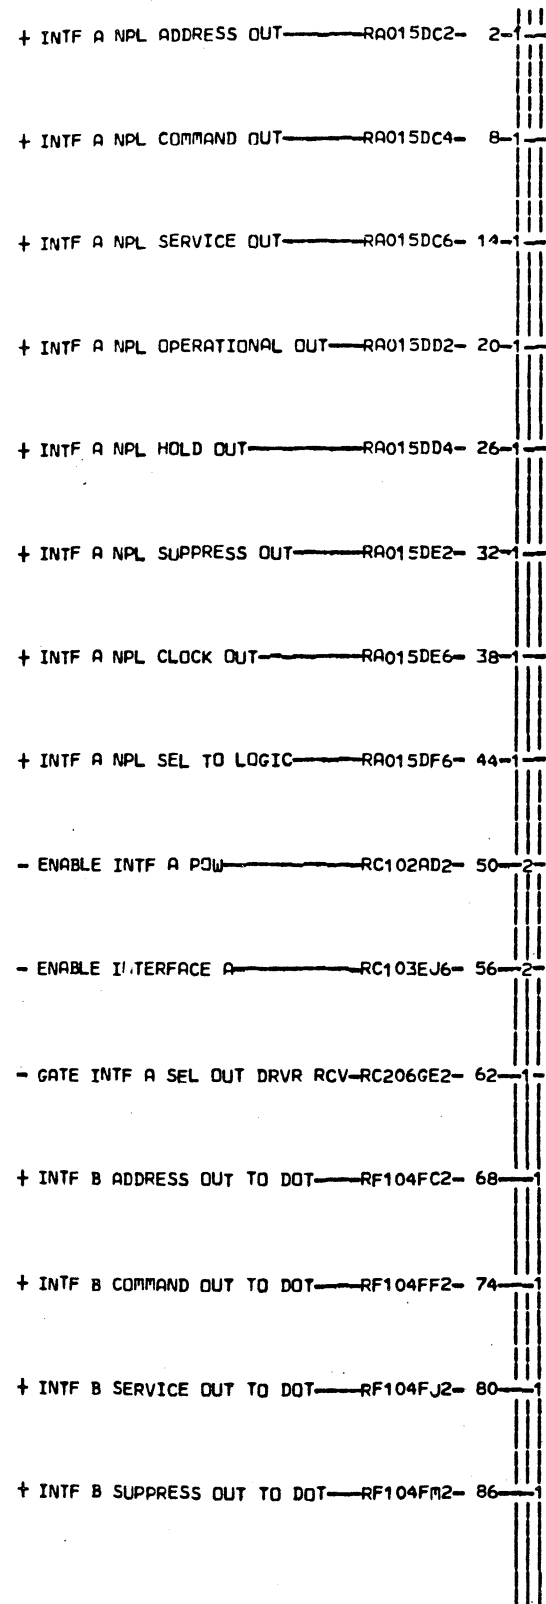 + INTF A NPL ADDRESS OUT—RA015DC2- 2-1
+ INTF A NPL COMMAND OUT—RA015DC4- 8-1
+ INTF A NPL SERVICE OUT—RA015DC6- 14-1
+ INTF A NPL OPERATIONAL OUT—RA015DD2- 20-1
+ INTF A NPL HOLD OUT—RA015DD4- 26-1
+ INTF A NPL SUPPRESS OUT—RA015DE2- 32-1
+ INTF A NPL CLOCK OUT—RA015DE6- 38-1
+ INTF A NPL SEL TO LOGIC—RA015DF6- 44-1
- ENABLE INTF A POW—RC102AD2- 50-2-
- ENABLE INTERFACE A—RC103EJ6- 56-2-
- GATE INTF A SEL OUT DRVR RCV-RC206GE2- 62-1-
+ INTF B ADDRESS OUT TO DOT—RF104FC2- 68-1
+ INTF B COMMAND OUT TO DOT—RF104FF2- 74-1
+ INTF B SERVICE OUT TO DOT—RF104FJ2- 80-1
+ INTF B SUPPRESS OUT TO DOT—RF104FM2- 86-1